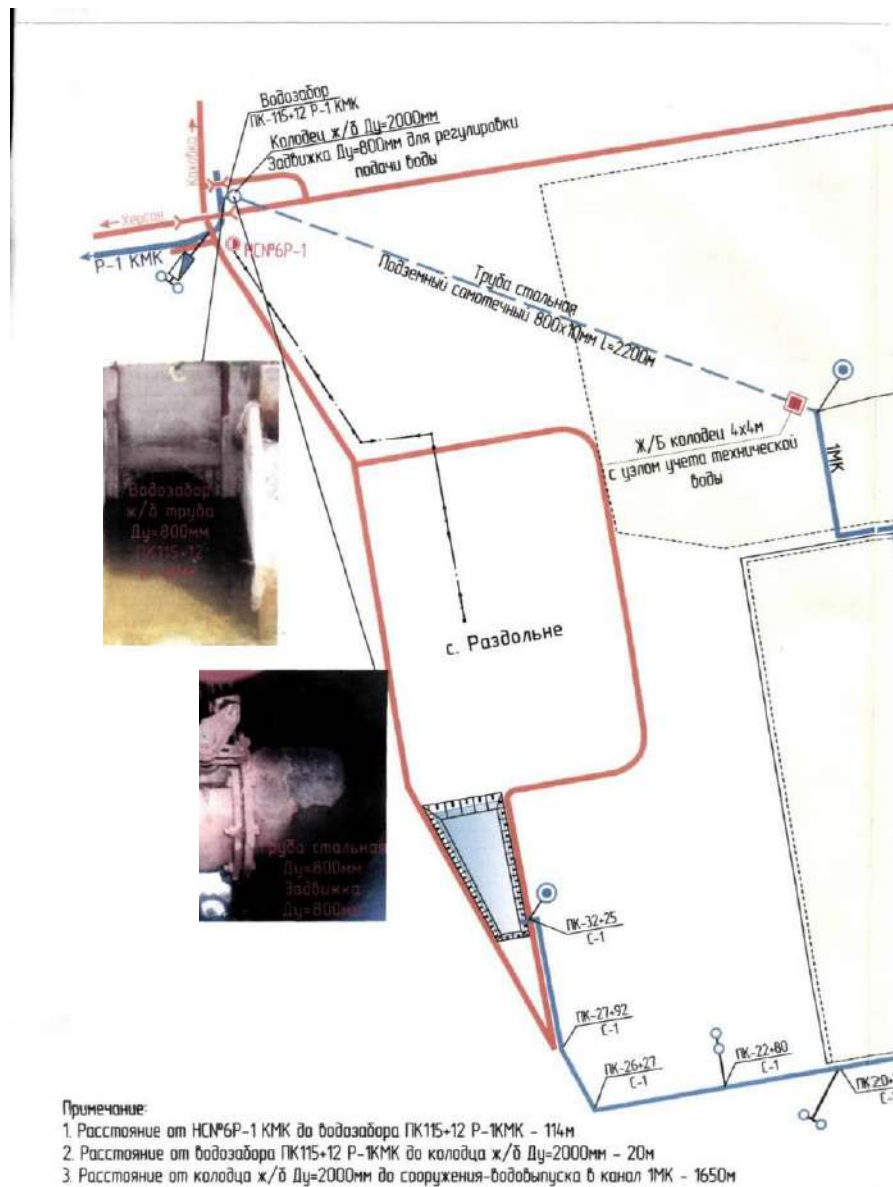 Водозабор
ПК-115+12 Р-1 КМК
Колодец ж/б Ду=2000мм
Задвижка Ду=800мм для регулировки
подачи воды
Каховка
Херсон
Р-1 КМК
НС№6Р-1
Труба стальная
Подземный самотечный 800х10мм L=2200м
Ж/Б колодец 4х4м
с узлом учета технической
воды
1МК
Водозабор
ж/б труба
Ду=800мм
ПК115+12
с. Раздольне
Труба стальная
Ду=800мм
Задвижка
Ду=800мм
ПК-32+25
С-1
ПК-27+92
С-1
ПК-26+27
С-1
ПК-22+80
С-1
Примечание:
1. Расстояние от НС№6Р-1 КМК до водозабора ПК115+12 Р-1КМК - 114м
2. Расстояние от водозабора ПК115+12 Р-1КМК до колодца ж/б Ду=2000мм - 20м
3. Расстояние от колодца ж/б Ду=2000мм до сооружения-водовыпуска в канал 1МК - 1650м